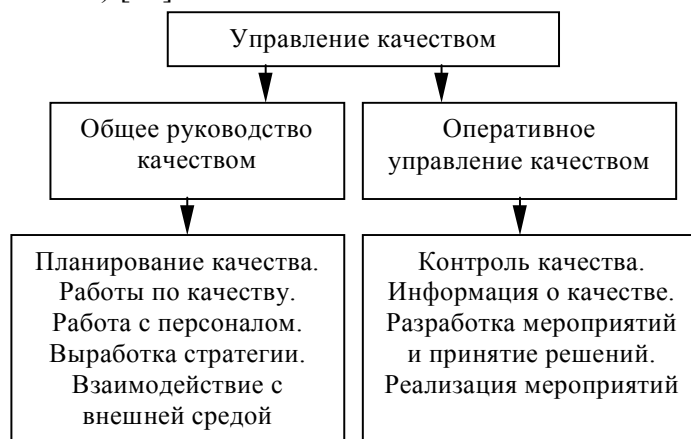 Управление качеством
Общее руководство
качеством
Оперативное
управление качеством
Планирование качества.
Работы по качеству.
Работа с персоналом.
Выработка стратегии.
Взаимодействие с
внешней средой
Контроль качества.
Информация о качестве.
Разработка мероприятий
и принятие решений.
Реализация мероприятий